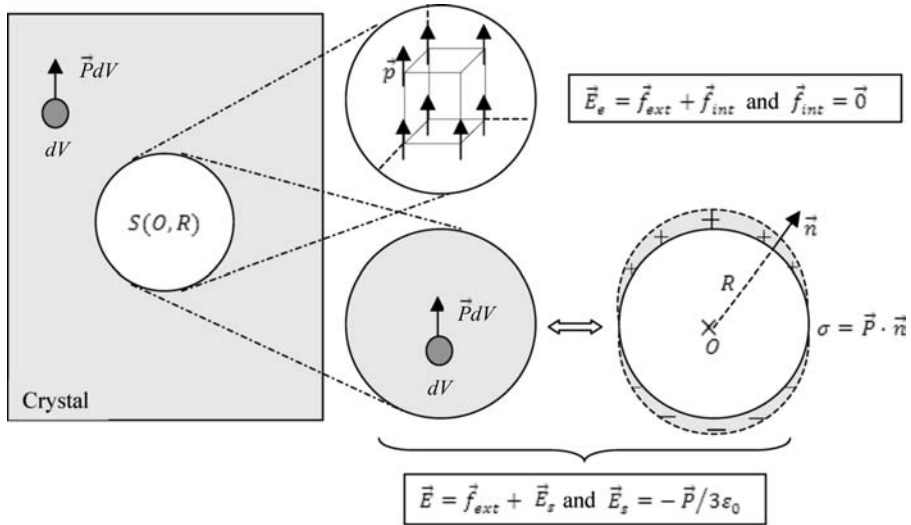 P⃗dV
dV
S(O, R)
Crystal
p⃗
E⃗ₑ = f⃗ₑₓₜ + f⃗ᵢₙₜ and f⃗ᵢₙₜ = 0⃗
P⃗dV
dV
+ + + + +
n⃗
R
O
σ = P⃗ · n⃗
− − − − −
E⃗ = f⃗ₑₓₜ + E⃗ₛ and E⃗ₛ = − P⃗/3ε₀